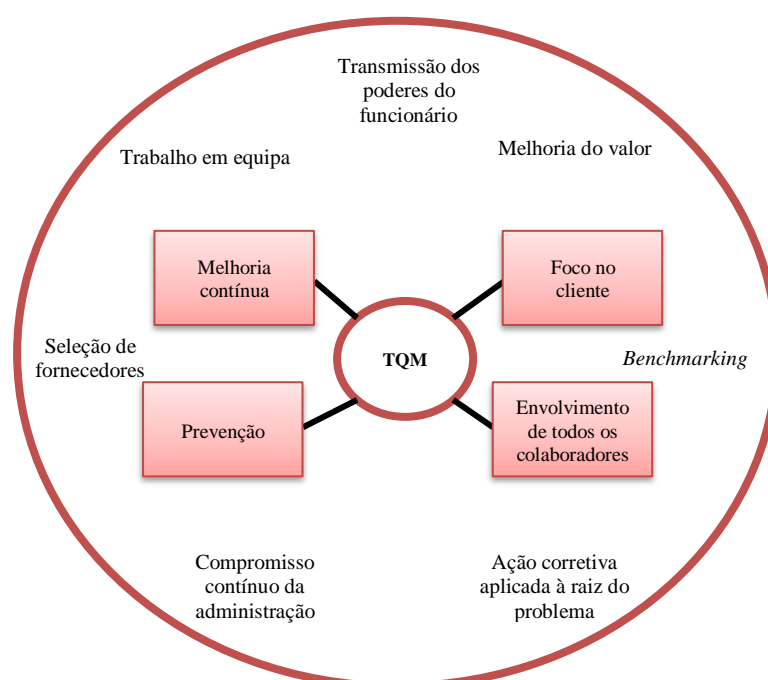 Transmissão dos
poderes do
funcionário
Trabalho em equipa
Melhoria do valor
Melhoria
contínua
Foco no
cliente
Seleção de
fornecedores
TQM
Benchmarking
Prevenção
Envolvimento
de todos os
colaboradores
Compromisso
contínuo da
administração
Ação corretiva
aplicada à raiz do
problema